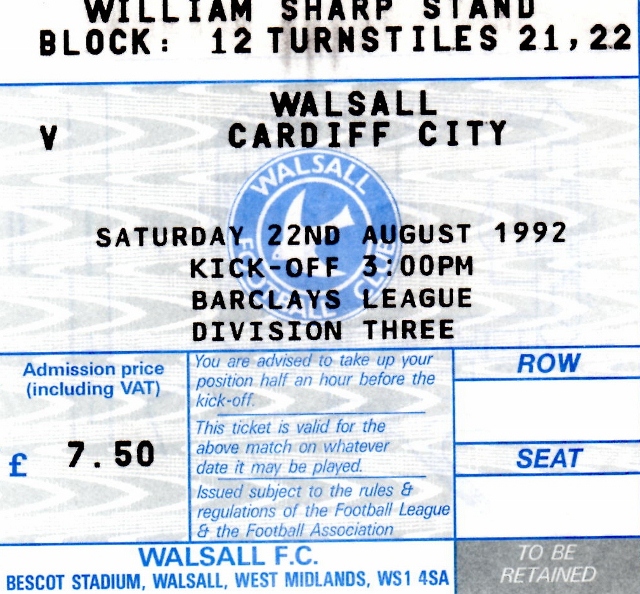 WILLIAM SHARP STAND
BLOCK: 12 TURNSTILES 21,22
WALSALL
V CARDIFF CITY
WALSALL FOOTBALL CLUB
SATURDAY 22ND AUGUST 1992
KICK-OFF 3:00PM
BARCLAYS LEAGUE
DIVISION THREE
Admission price
(including VAT)
£ 7.50
You are advised to take up your
position half an hour before the
kick-off.
This ticket is valid for the
above match on whatever
date it may be played.
Issued subject to the rules &
regulations of the Football League
& the Football Association
ROW
SEAT
WALSALL F.C.
BESCOT STADIUM, WALSALL, WEST MIDLANDS, WS1 4SA
TO BE
RETAINED